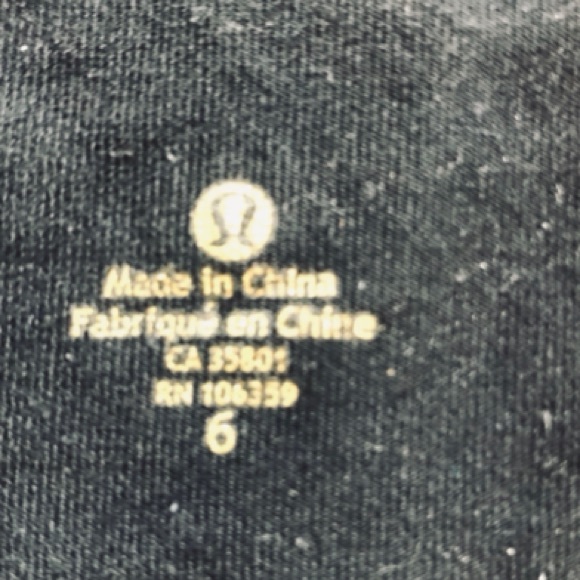 Made in China
Fabriqué en Chine
CA 35801
RN 106359
6